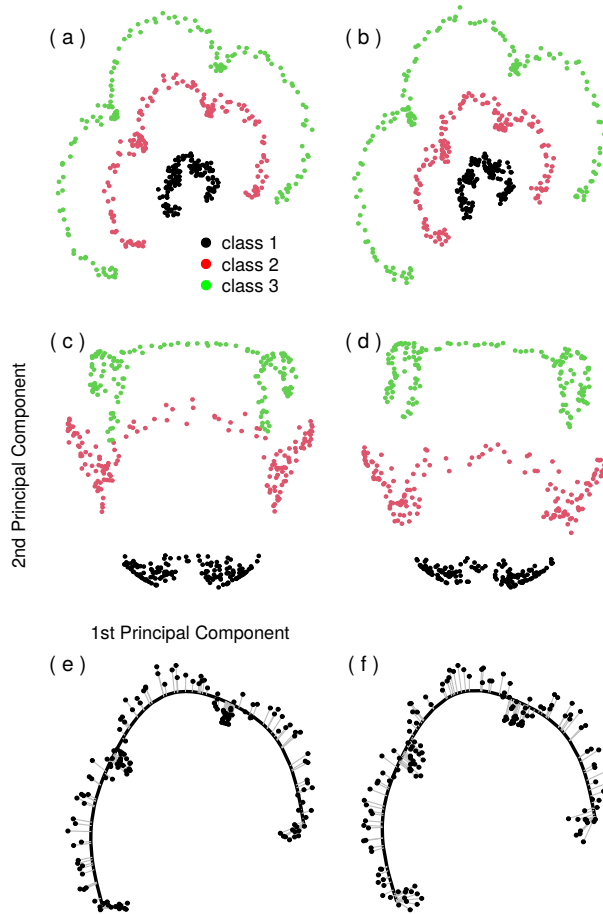 ( a )
( b )
class 1
class 2
class 3
( c )
( d )
2nd Principal Component
1st Principal Component
( e )
( f )